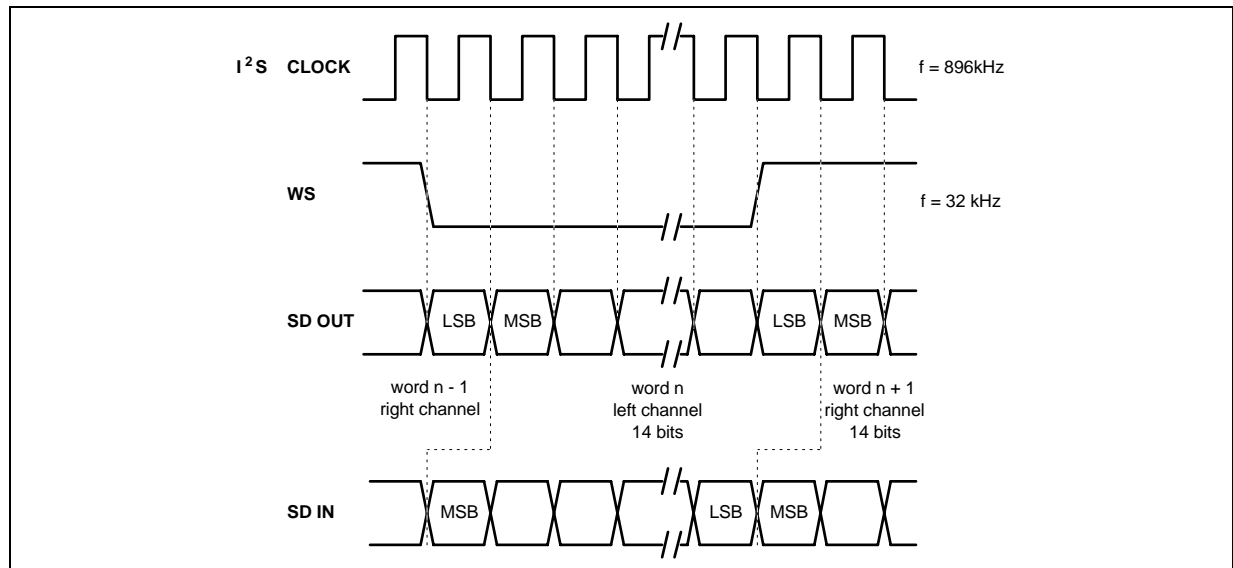 I²S CLOCK
f = 896kHz
WS
f = 32 kHz
SD OUT
LSB MSB LSB MSB
word n - 1
right channel
word n
left channel
14 bits
word n + 1
right channel
14 bits
SD IN
MSB LSB MSB